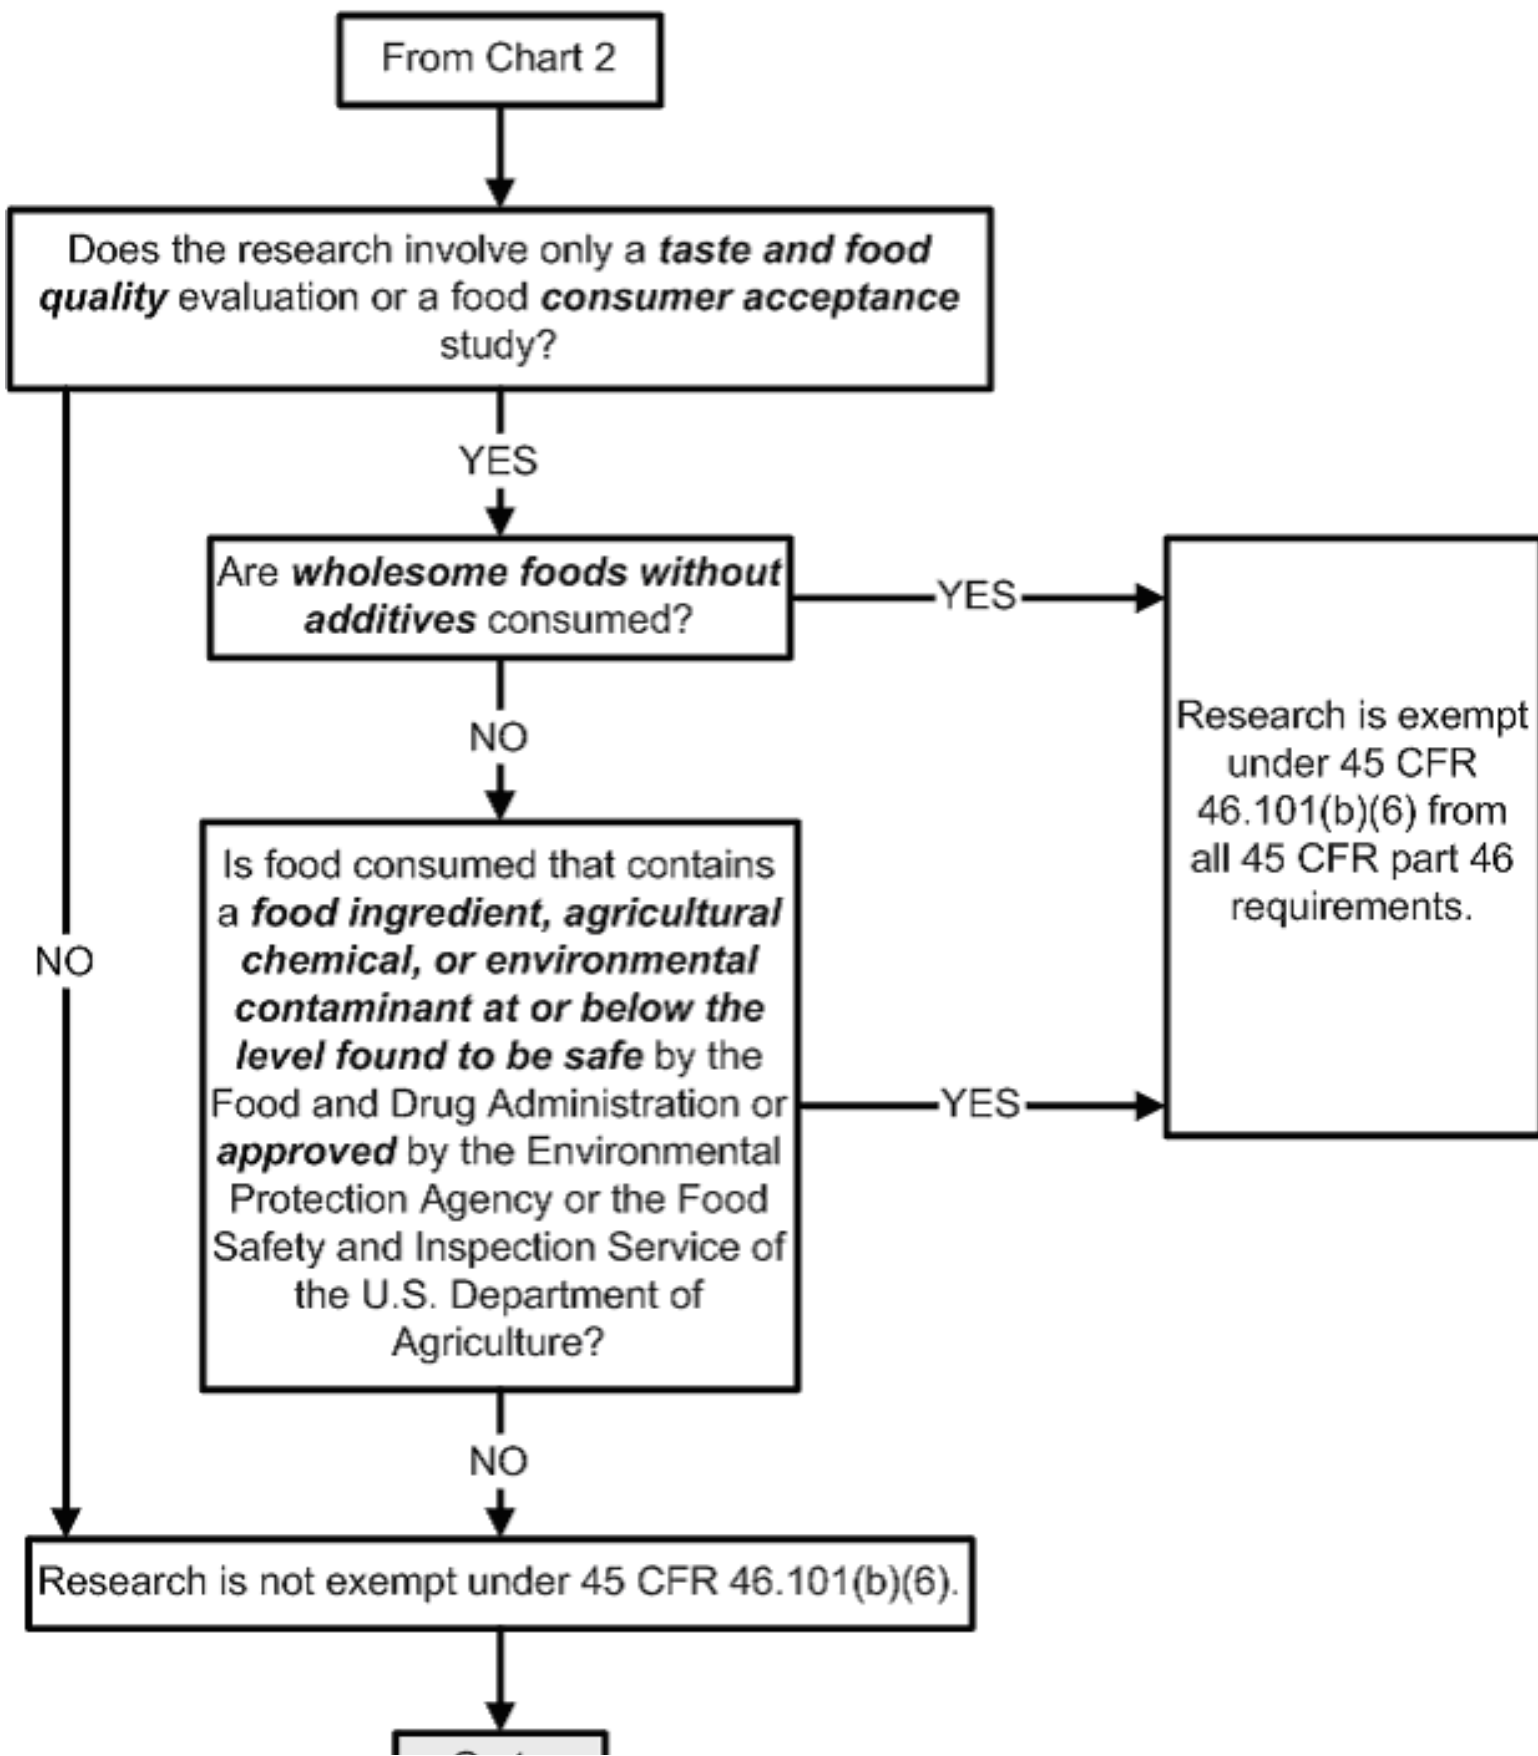 From Chart 2
Does the research involve only a taste and food
quality evaluation or a food consumer acceptance
study?
YES
Are wholesome foods without
additives consumed?
YES
NO
Research is exempt
under 45 CFR
46.101(b)(6) from
all 45 CFR part 46
requirements.
Is food consumed that contains
a food ingredient, agricultural
chemical, or environmental
contaminant at or below the
level found to be safe by the
Food and Drug Administration or
approved by the Environmental
Protection Agency or the Food
Safety and Inspection Service of
the U.S. Department of
Agriculture?
NO
YES
NO
Research is not exempt under 45 CFR 46.101(b)(6).